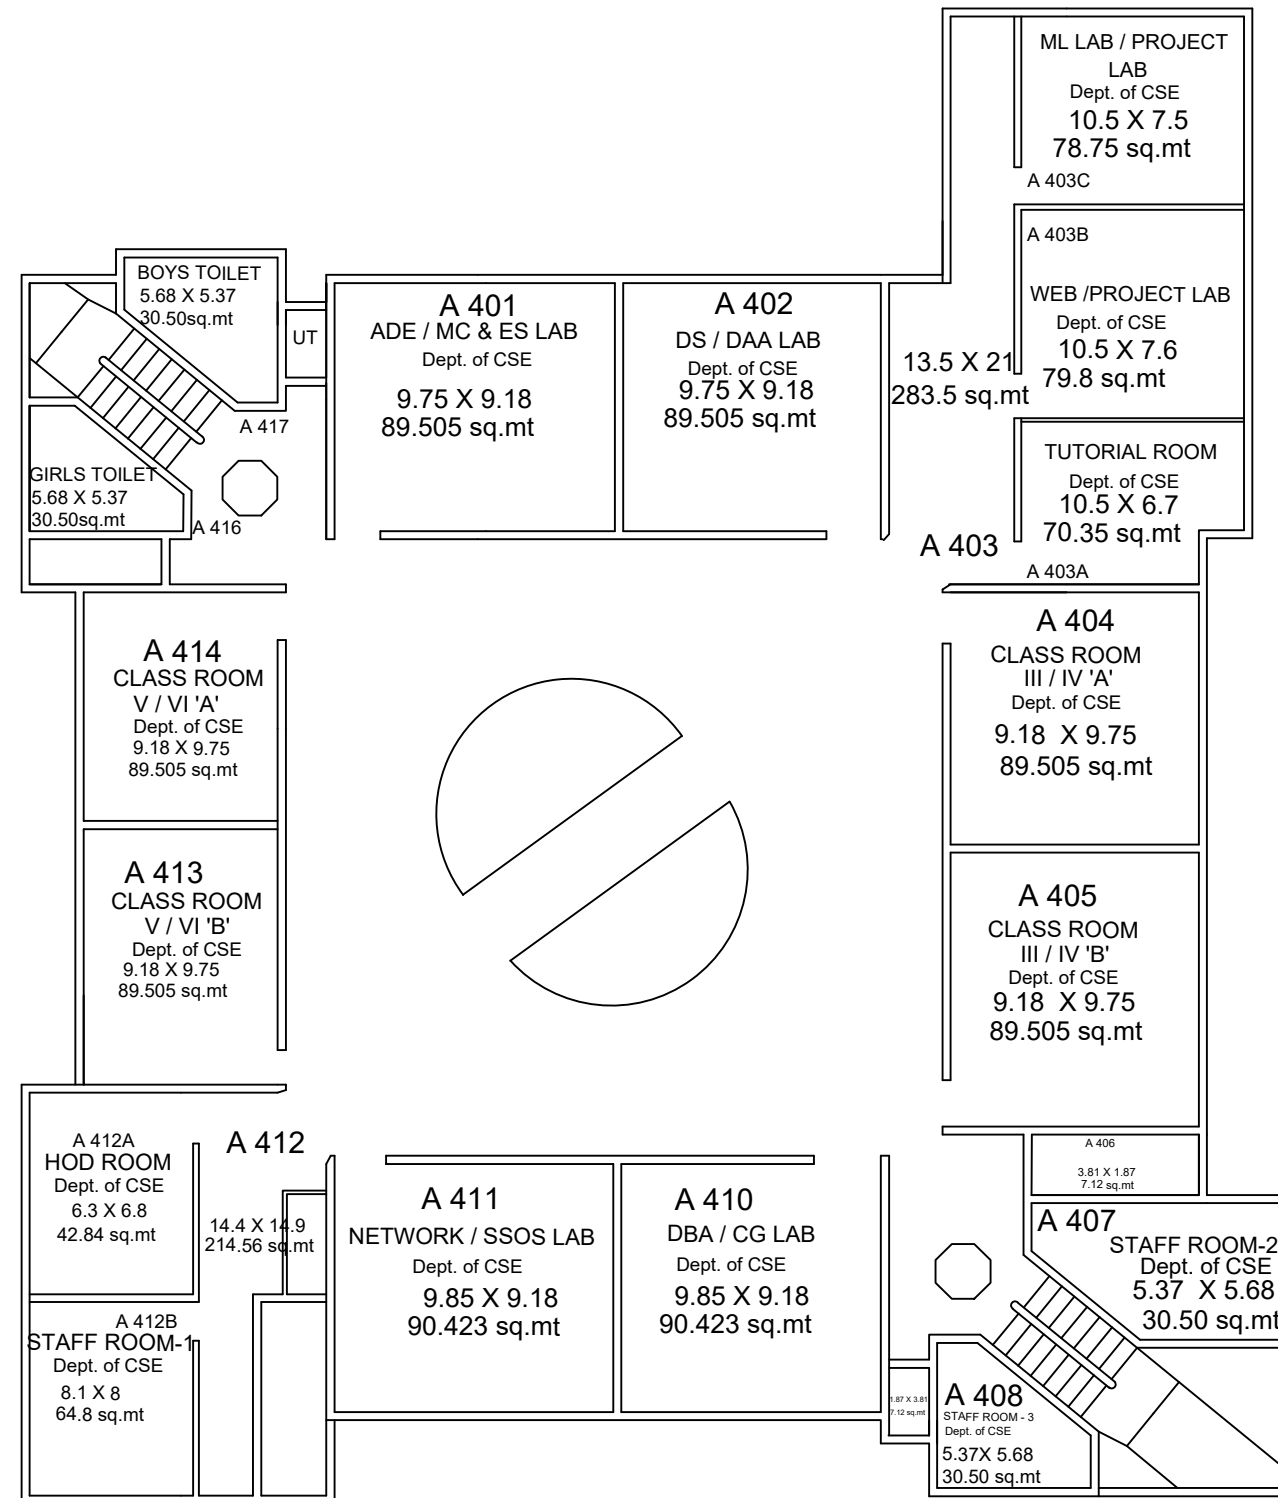 ML LAB / PROJECT
LAB
Dept. of CSE
10.5 X 7.5
78.75 sq.mt
A 403C
A 403B
WEB /PROJECT LAB
Dept. of CSE
10.5 X 7.6
79.8 sq.mt
BOYS TOILET
5.68 X 5.37
30.50sq.mt
UT
A 401
ADE / MC & ES LAB
Dept. of CSE
9.75 X 9.18
89.505 sq.mt
A 402
DS / DAA LAB
Dept. of CSE
9.75 X 9.18
89.505 sq.mt
13.5 X 21
283.5 sq.mt
A 417
GIRLS TOILET
5.68 X 5.37
30.50sq.mt
A 416
TUTORIAL ROOM
Dept. of CSE
10.5 X 6.7
70.35 sq.mt
A 403
A 403A
A 414
CLASS ROOM
V / VI 'A'
Dept. of CSE
9.18 X 9.75
89.505 sq.mt
A 404
CLASS ROOM
III / IV 'A'
Dept. of CSE
9.18 X 9.75
89.505 sq.mt
A 413
CLASS ROOM
V / VI 'B'
Dept. of CSE
9.18 X 9.75
89.505 sq.mt
A 405
CLASS ROOM
III / IV 'B'
Dept. of CSE
9.18 X 9.75
89.505 sq.mt
A 412A
HOD ROOM
Dept. of CSE
6.3 X 6.8
42.84 sq.mt
A 412
14.4 X 14.9
214.56 sq.mt
A 411
NETWORK / SSOS LAB
Dept. of CSE
9.85 X 9.18
90.423 sq.mt
A 410
DBA / CG LAB
Dept. of CSE
9.85 X 9.18
90.423 sq.mt
A 406
3.81 X 1.87
7.12 sq.mt
A 407
STAFF ROOM-2
Dept. of CSE
5.37 X 5.68
30.50 sq.mt
A 412B
STAFF ROOM-1
Dept. of CSE
8.1 X 8
64.8 sq.mt
1.87 X 3.81
7.12 sq.mt
A 408
STAFF ROOM - 3
Dept. of CSE
5.37X 5.68
30.50 sq.mt